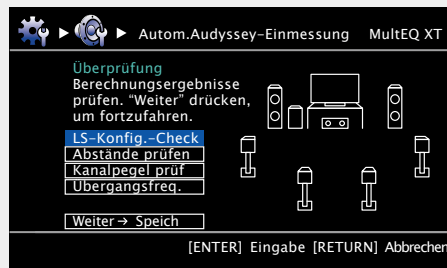 Autom.Audyssey-Einmessung MultEQ XT
Überprüfung
Berechnungsergebnisse
prüfen. “Weiter” drücken,
um fortzufahren.
LS-Konfig.-Check
Abstände prüfen
Kanalpegel prüf
Übergangsfreq.
Weiter→ Speich
[ENTER] Eingabe [RETURN] Abbrechen